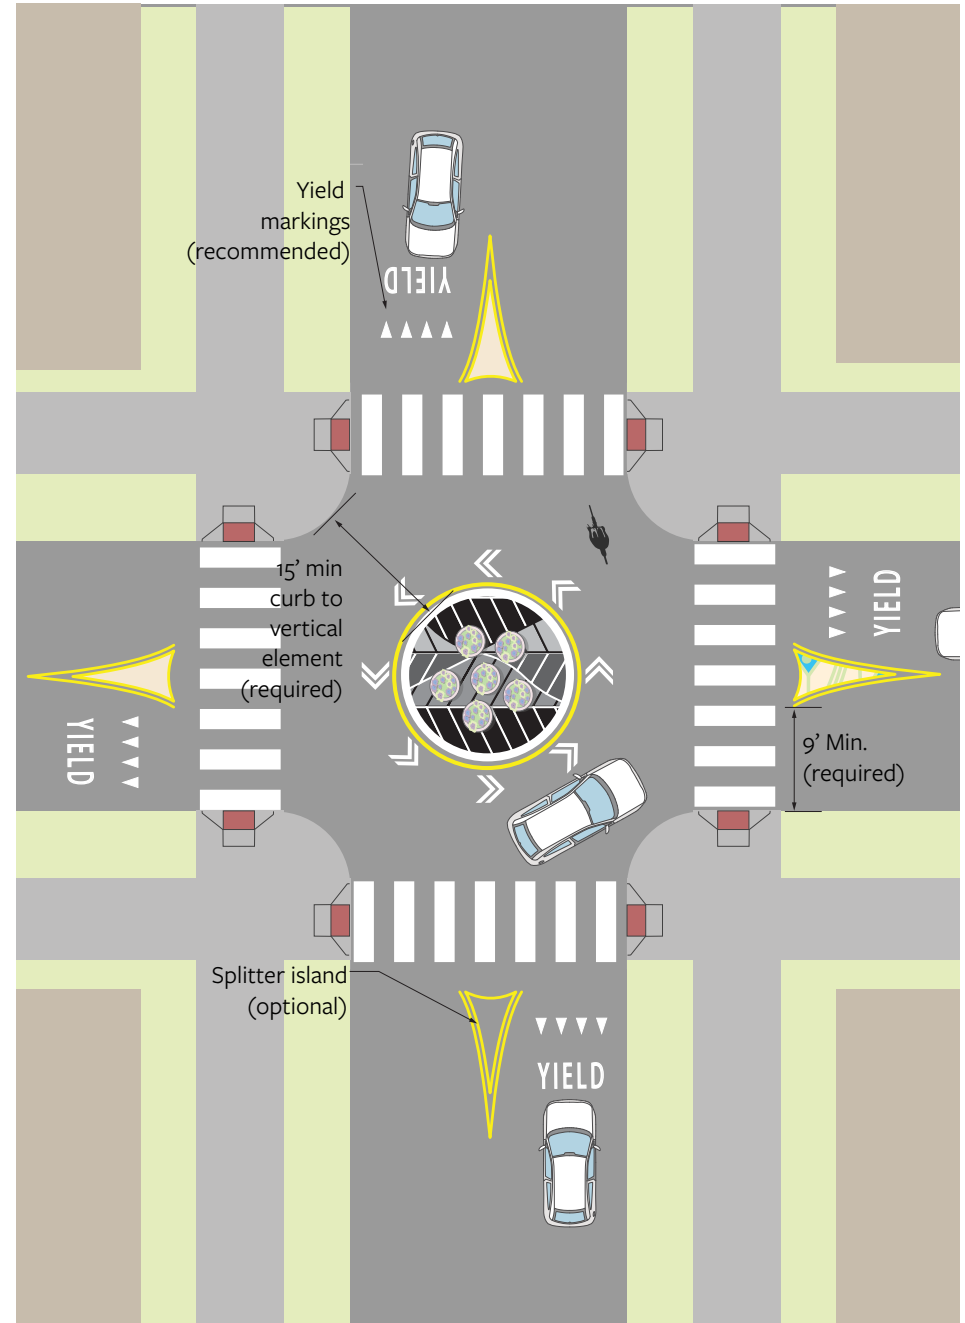 Yield
markings
(recommended)
YIELD
15’ min
curb to
vertical
element
(required)
YIELD
YIELD
9’ Min.
(required)
Splitter island
(optional)
YIELD